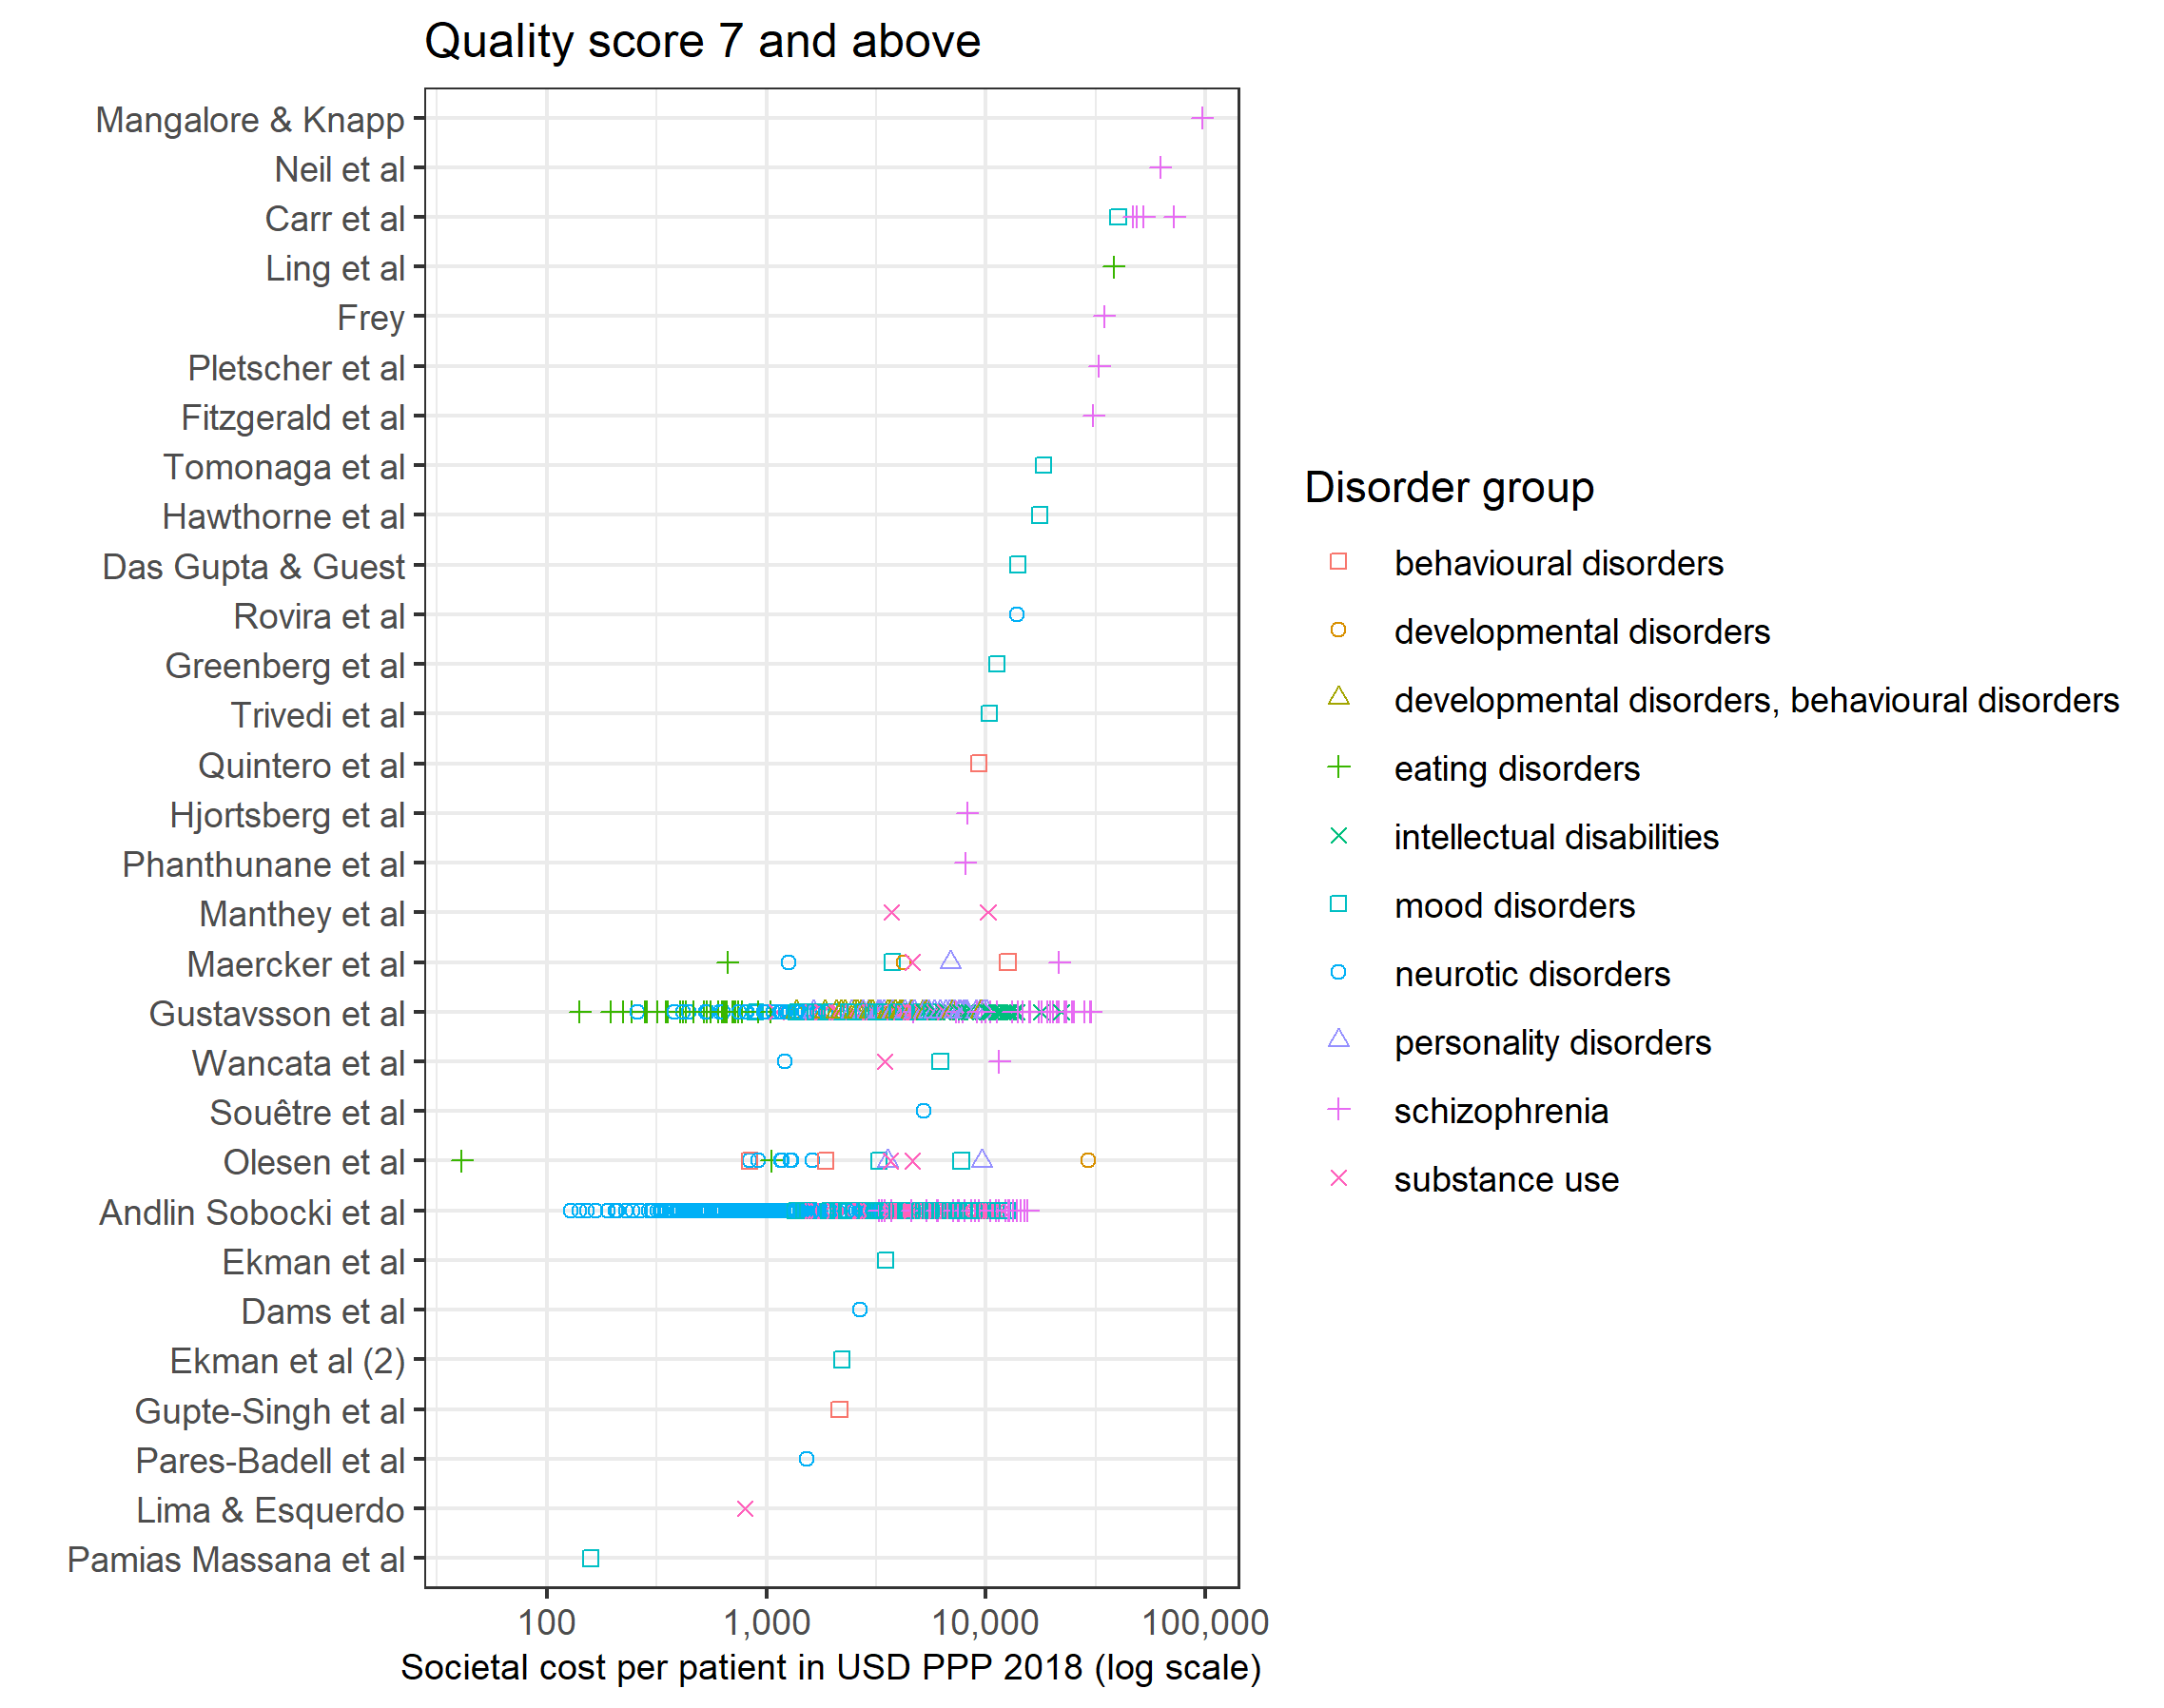 Quality score 7 and above
Mangalore & Knapp
Neil et al
Carr et al
Ling et al
Frey
Pletscher et al
Fitzgerald et al
Tomonaga et al
Hawthorne et al
Das Gupta & Guest
Rovira et al
Greenberg et al
Trivedi et al
Quintero et al
Hjortsberg et al
Phanthunane et al
Manthey et al
Maercker et al
Gustavsson et al
Wancata et al
Souêtre et al
Olesen et al
Andlin Sobocki et al
Ekman et al
Dams et al
Ekman et al (2)
Gupte-Singh et al
Pares-Badell et al
Lima & Esquerdo
Pamias Massana et al
100 1,000 10,000 100,000
Societal cost per patient in USD PPP 2018 (log scale)
Disorder group
behavioural disorders
developmental disorders
developmental disorders, behavioural disorders
eating disorders
intellectual disabilities
mood disorders
neurotic disorders
personality disorders
schizophrenia
substance use